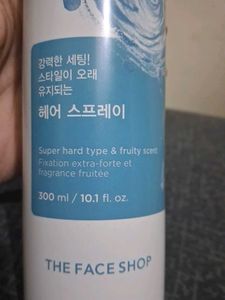 강력한 세팅!
스타일이 오래
유지되는
헤어 스프레이
Super hard type & fruity scent
Fixation extra-forte et
fragrance fruitée
300 ml / 10.1 fl. oz.
THE FACE SHOP